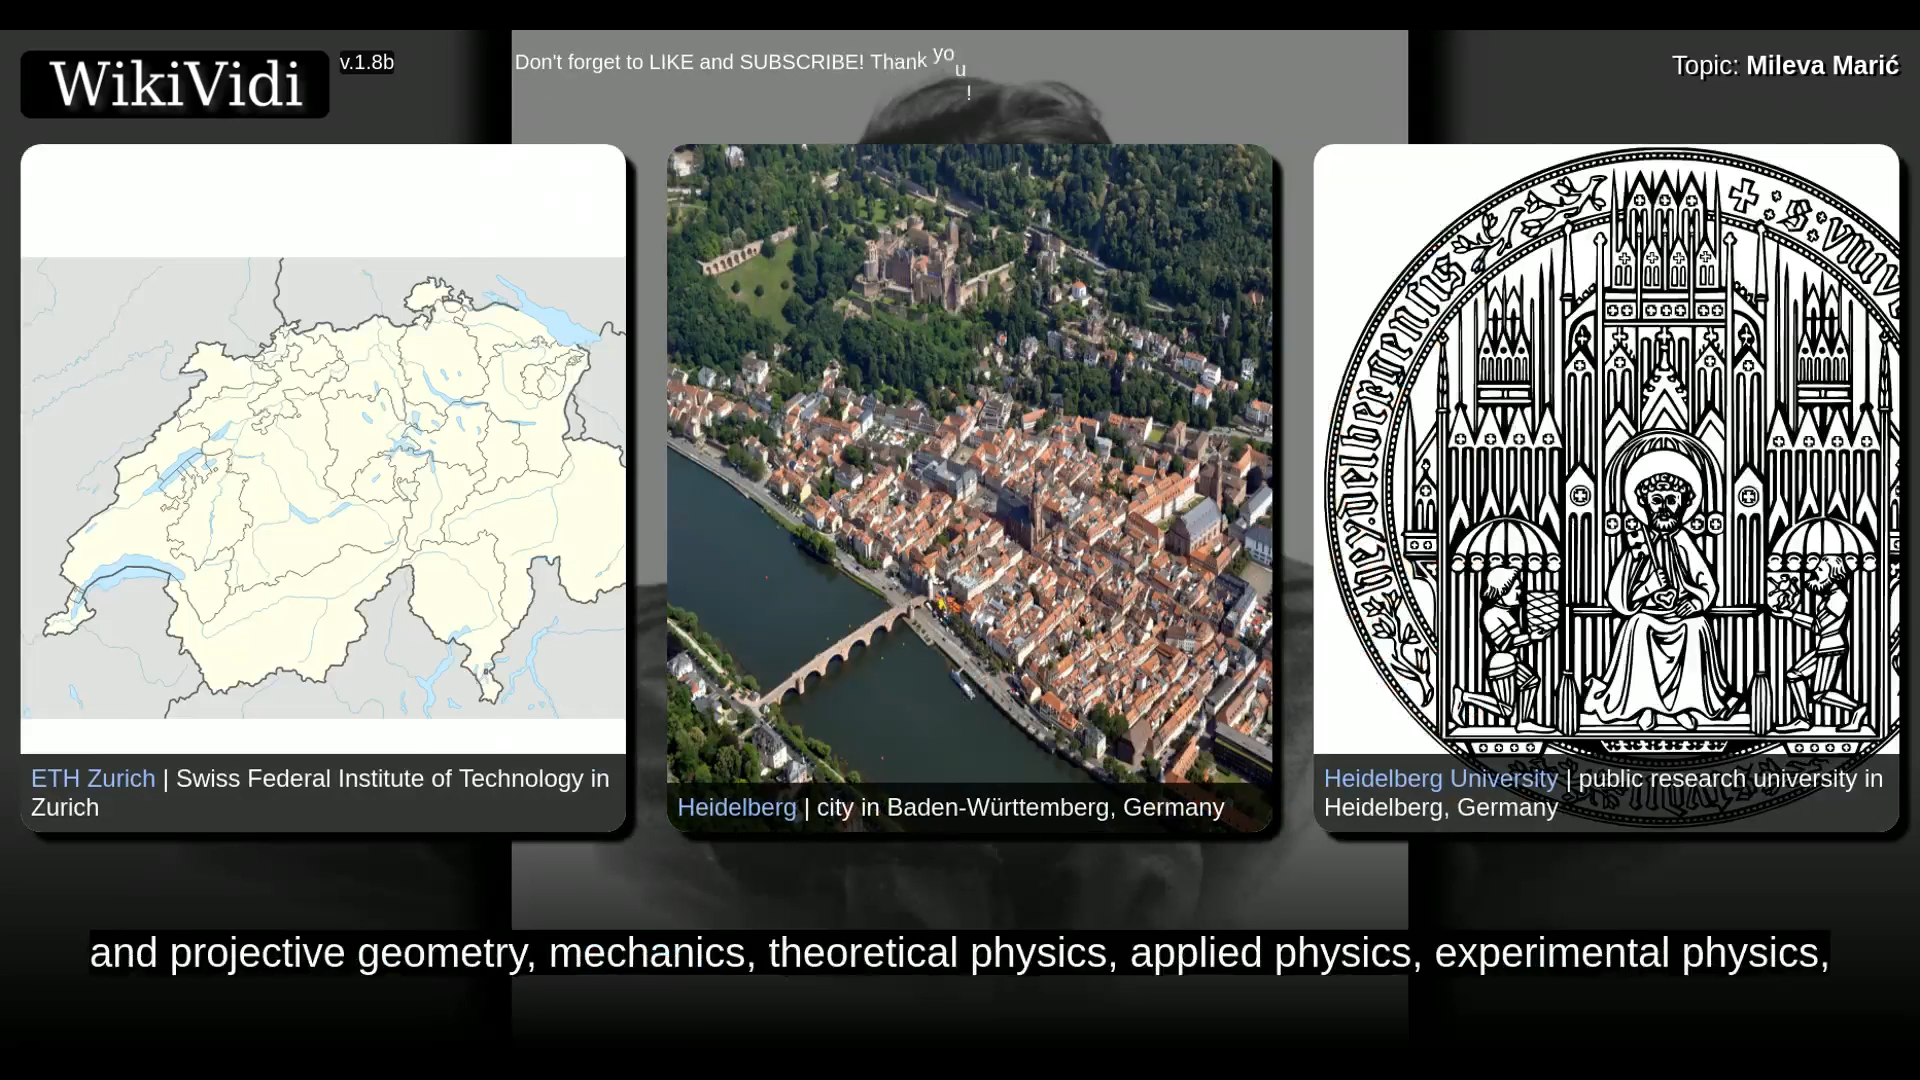 WikiVidi
v.1.8b
Don't forget to LIKE and SUBSCRIBE! Thank you!
Topic: Mileva Marić
ETH Zurich | Swiss Federal Institute of Technology in
Zurich
Heidelberg | city in Baden-Württemberg, Germany
Heidelberg University | public research university in
Heidelberg, Germany
and projective geometry, mechanics, theoretical physics, applied physics, experimental physics,